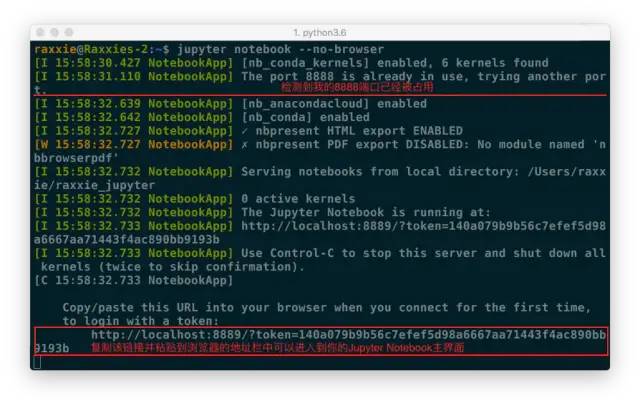 1. python3.6
raxxie@Raxxies-2:~$ jupyter notebook --no-browser
[I 15:58:30.427 NotebookApp] [nb_conda_kernels] enabled, 6 kernels found
[I 15:58:31.110 NotebookApp] The port 8888 is already in use, trying another por
t.
检测到我的8888端口已经被占用
[I 15:58:32.639 NotebookApp] [nb_anacondacloud] enabled
[I 15:58:32.642 NotebookApp] [nb_conda] enabled
[I 15:58:32.727 NotebookApp] ✓ nbpresent HTML export ENABLED
[W 15:58:32.727 NotebookApp] ✗ nbpresent PDF export DISABLED: No module named 'n
bbrowserpdf'
[I 15:58:32.732 NotebookApp] Serving notebooks from local directory: /Users/raxx
ie/raxxie_jupyter
[I 15:58:32.732 NotebookApp] 0 active kernels
[I 15:58:32.732 NotebookApp] The Jupyter Notebook is running at:
[I 15:58:32.733 NotebookApp] http://localhost:8889/?token=140a079b9b56c7efef5d98
a6667aa71443f4ac890bb9193b
[I 15:58:32.733 NotebookApp] Use Control-C to stop this server and shut down all
kernels (twice to skip confirmation).
[C 15:58:32.733 NotebookApp]
Copy/paste this URL into your browser when you connect for the first time,
to login with a token:
http://localhost:8889/?token=140a079b9b56c7efef5d98a6667aa71443f4ac890bb
9193b
复制该链接并粘贴到浏览器的地址栏中可以进入到你的Jupyter Notebook主界面